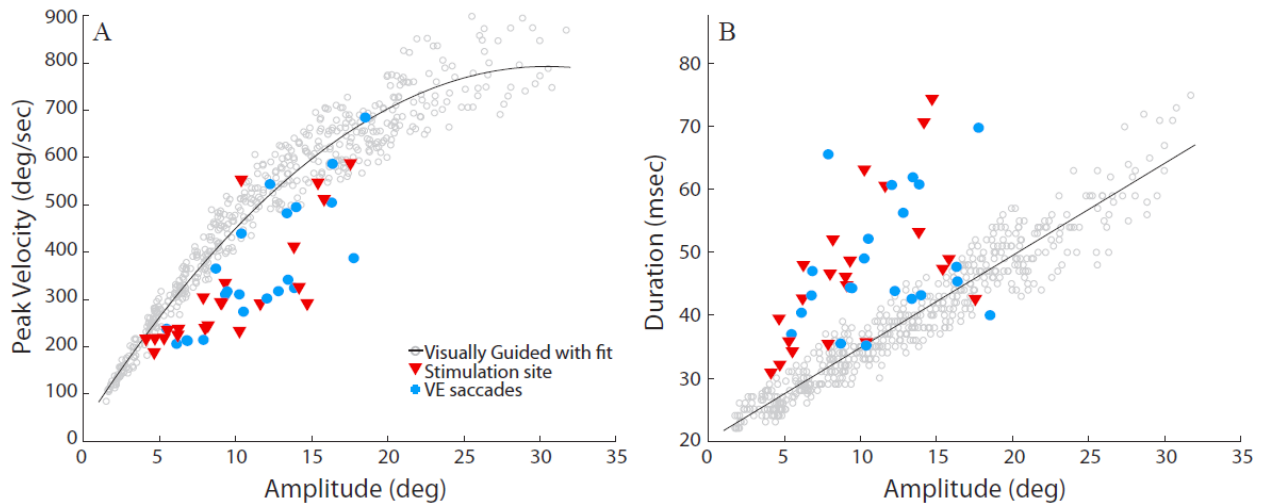 A
900
800
700
600
500
400
300
200
100
0
Peak Velocity (deg/sec)
Visually Guided with fit
Stimulation site
VE saccades
0 5 10 15 20 25 30 35
Amplitude (deg)
B
80
70
60
50
40
30
20
Duration (msec)
0 5 10 15 20 25 30 35
Amplitude (deg)